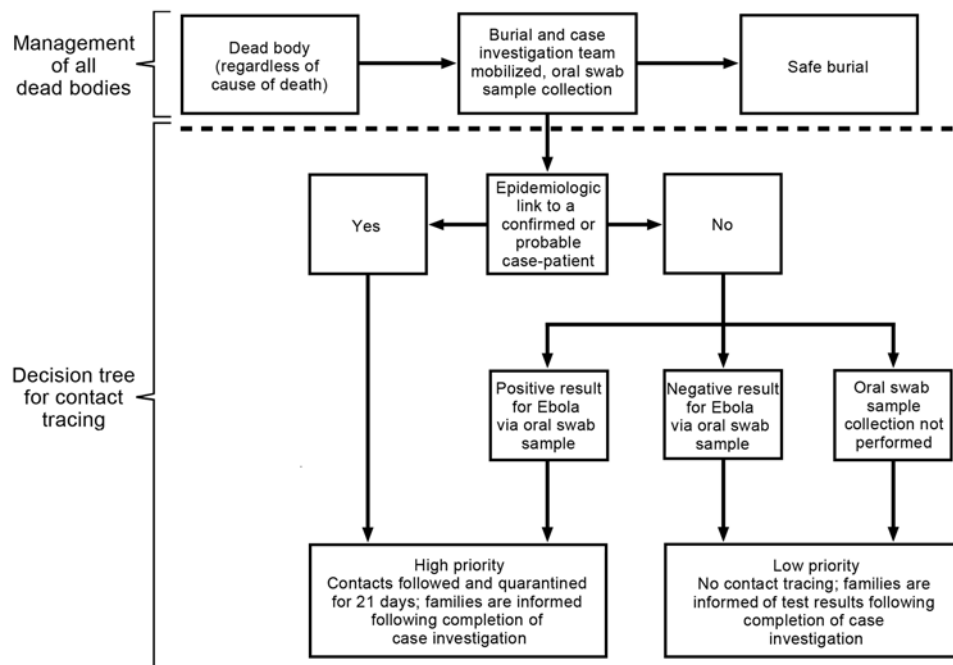 Management
of all
dead bodies
Dead body
(regardless of
cause of death)
Burial and case
investigation team
mobilized, oral swab
sample collection
Safe burial
Decision tree
for contact
tracing
Yes
Epidemiologic
link to a
confirmed or
probable
case-patient
No
Positive result
for Ebola
via oral swab
sample
Negative result
for Ebola
via oral swab
sample
Oral swab
sample
collection not
performed
High priority
Contacts followed and quarantined
for 21 days; families are informed
following completion of
case investigation
Low priority
No contact tracing; families are
informed of test results following
completion of case
investigation